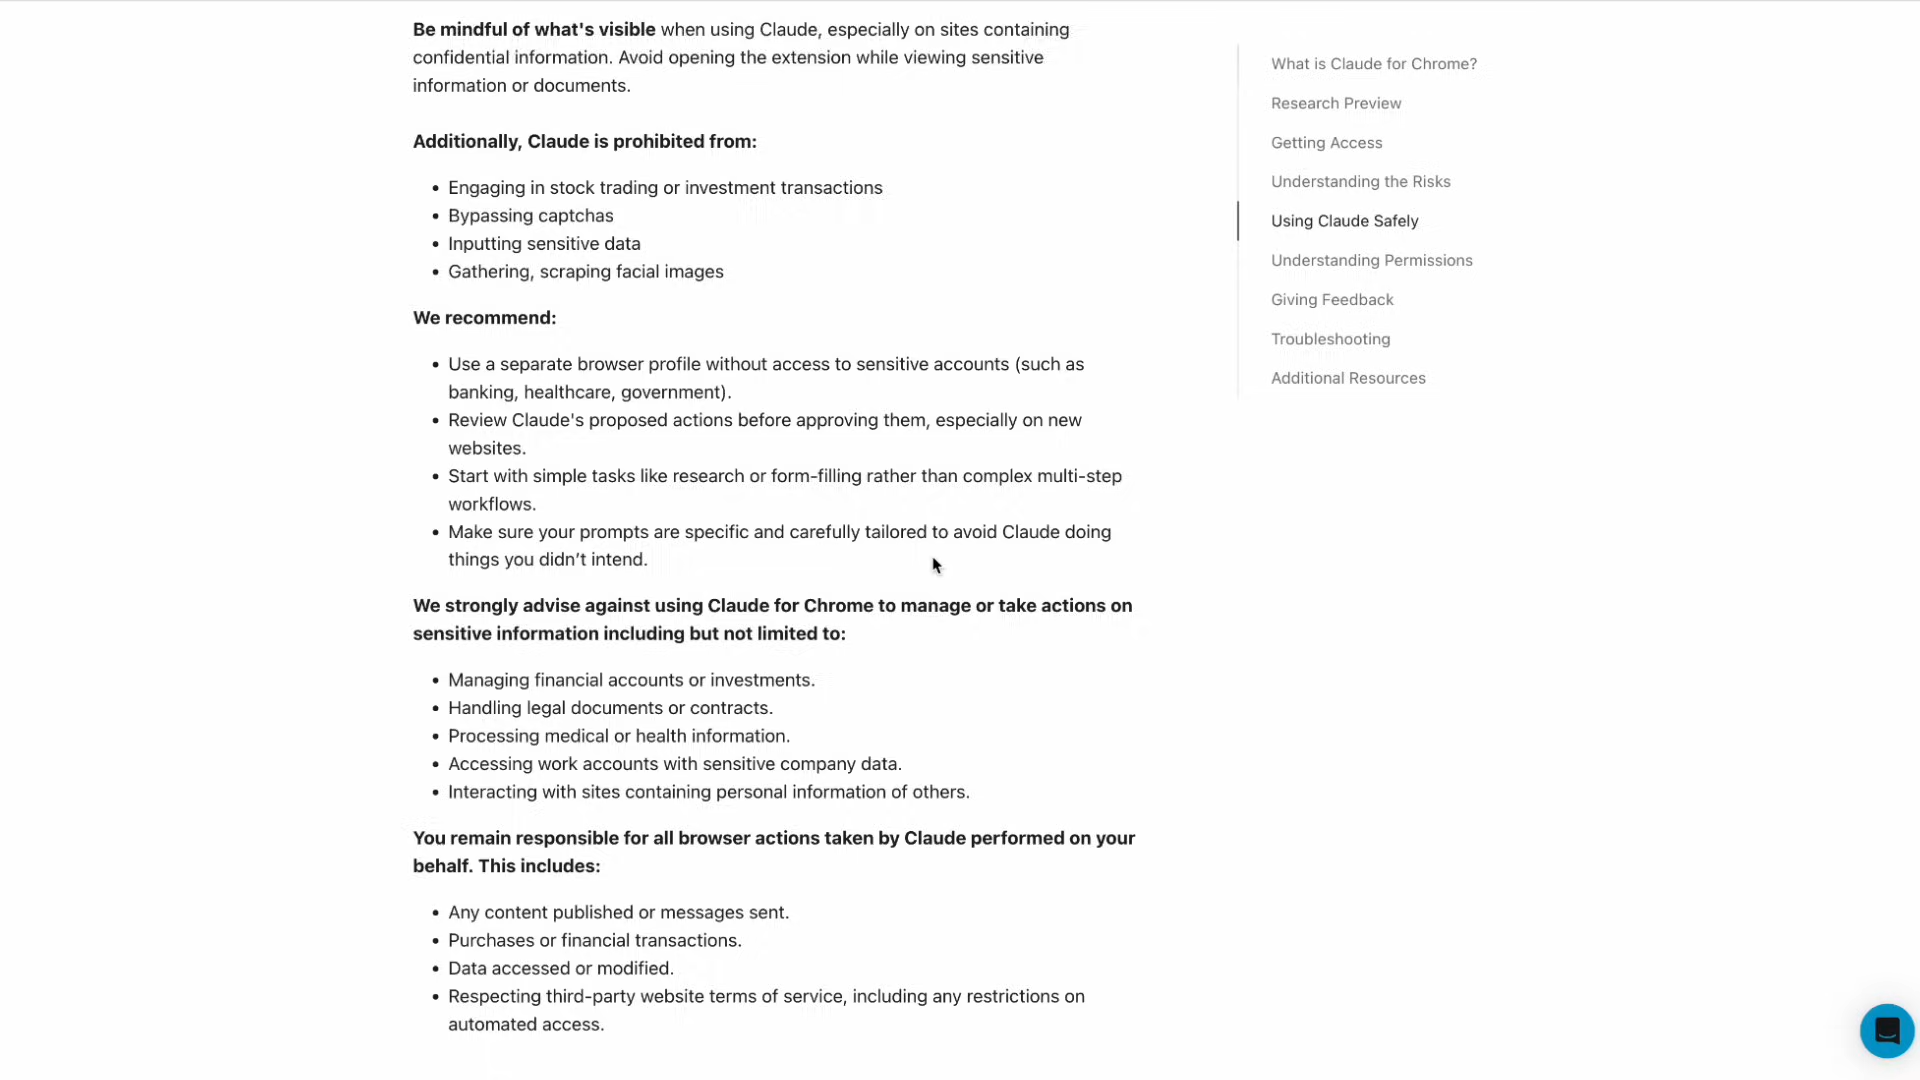 Be mindful of what's visible when using Claude, especially on sites containing
confidential information. Avoid opening the extension while viewing sensitive
information or documents.
Additionally, Claude is prohibited from:
• Engaging in stock trading or investment transactions
• Bypassing captchas
• Inputting sensitive data
• Gathering, scraping facial images
We recommend:
• Use a separate browser profile without access to sensitive accounts (such as
banking, healthcare, government).
• Review Claude's proposed actions before approving them, especially on new
websites.
• Start with simple tasks like research or form-filling rather than complex multi-step
workflows.
• Make sure your prompts are specific and carefully tailored to avoid Claude doing
things you didn’t intend.
We strongly advise against using Claude for Chrome to manage or take actions on
sensitive information including but not limited to:
• Managing financial accounts or investments.
• Handling legal documents or contracts.
• Processing medical or health information.
• Accessing work accounts with sensitive company data.
• Interacting with sites containing personal information of others.
You remain responsible for all browser actions taken by Claude performed on your
behalf. This includes:
• Any content published or messages sent.
• Purchases or financial transactions.
• Data accessed or modified.
• Respecting third-party website terms of service, including any restrictions on
automated access.
What is Claude for Chrome?
Research Preview
Getting Access
Understanding the Risks
Using Claude Safely
Understanding Permissions
Giving Feedback
Troubleshooting
Additional Resources